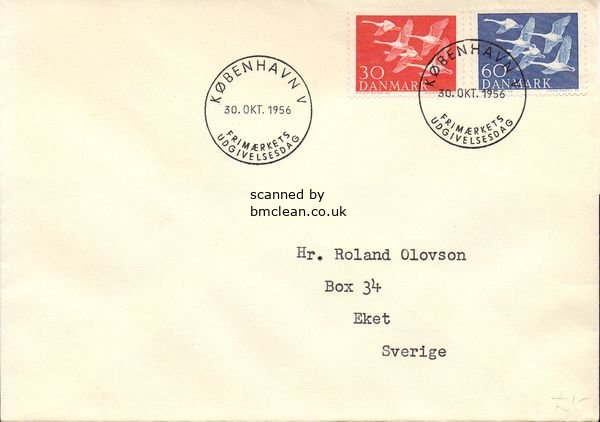 30
DANMARK
60
DANMARK
KØBENHAVN V
30. OKT. 1956
FRIMÆRKETS
UDGIVELSESDAG
KØBENHAVN V
30. OKT. 1956
FRIMÆRKETS
UDGIVELSESDAG
scanned by
bmclean.co.uk
Hr. Roland Olovson
Box 34
Eket
Sverige
£1-